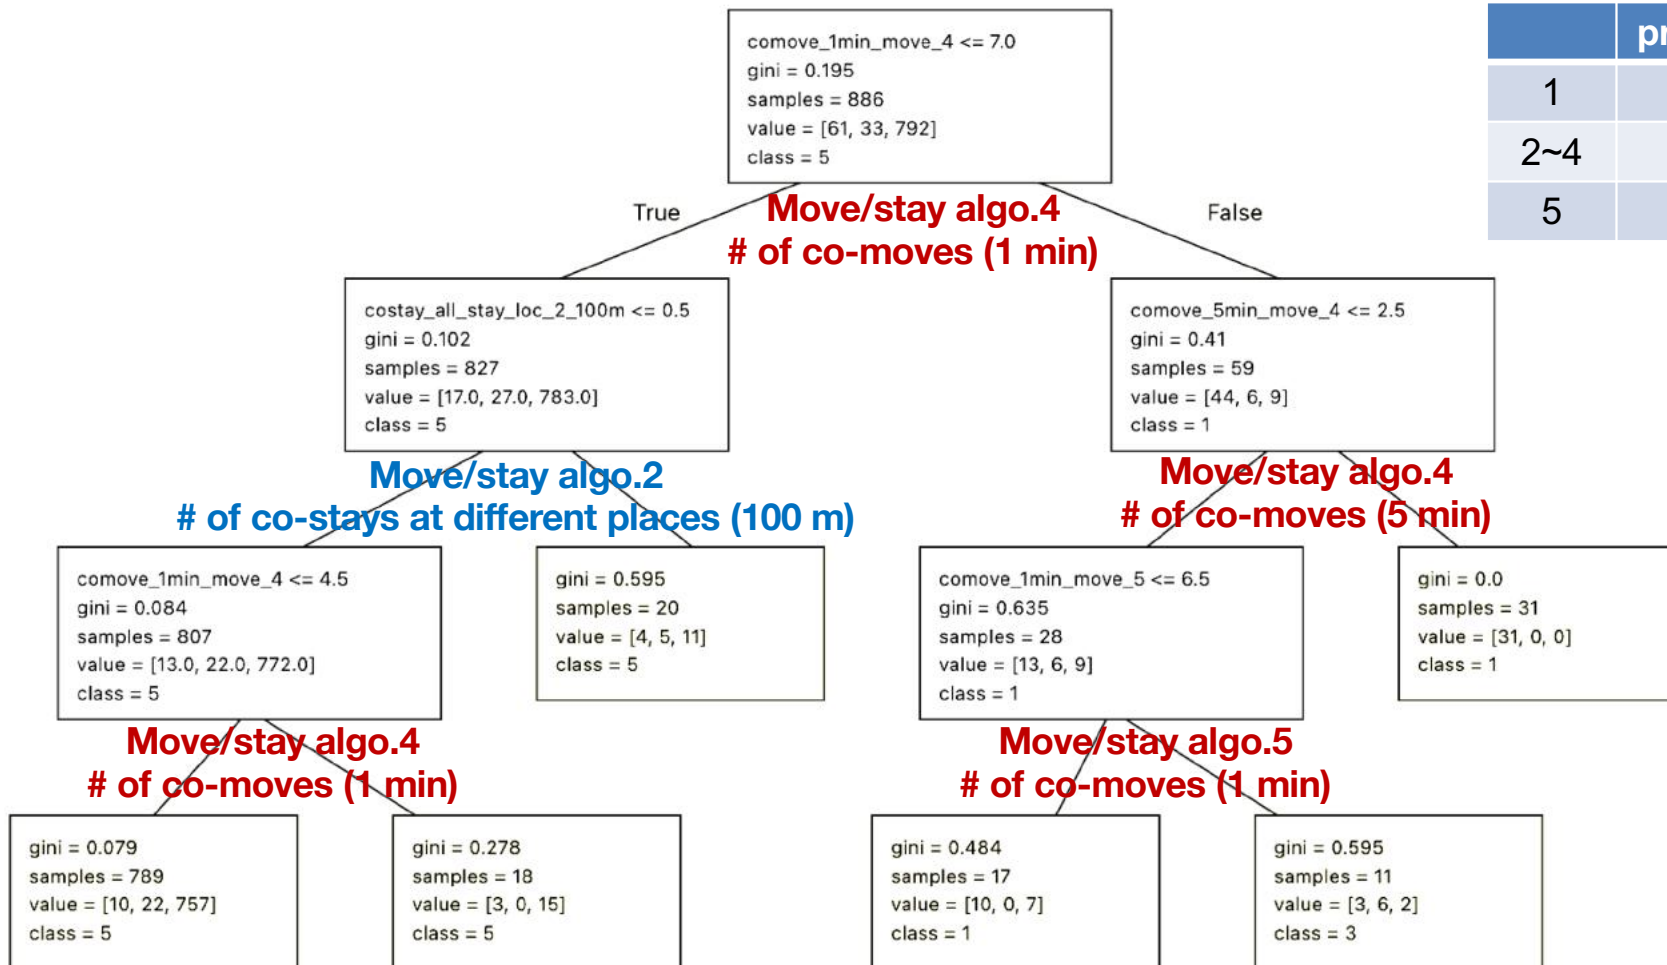 comove_1min_move_4 <= 7.0
gini = 0.195
samples = 886
value = [61, 33, 792]
class = 5
pr
1
2~4
5
True
Move/stay algo.4
# of co-moves (1 min)
False
costay_all_stay_loc_2_100m <= 0.5
gini = 0.102
samples = 827
value = [17.0, 27.0, 783.0]
class = 5
comove_5min_move_4 <= 2.5
gini = 0.41
samples = 59
value = [44, 6, 9]
class = 1
Move/stay algo.2
# of co-stays at different places (100 m)
Move/stay algo.4
# of co-moves (5 min)
comove_1min_move_4 <= 4.5
gini = 0.084
samples = 807
value = [13.0, 22.0, 772.0]
class = 5
gini = 0.595
samples = 20
value = [4, 5, 11]
class = 5
comove_1min_move_5 <= 6.5
gini = 0.635
samples = 28
value = [13, 6, 9]
class = 1
gini = 0.0
samples = 31
value = [31, 0, 0]
class = 1
Move/stay algo.4
# of co-moves (1 min)
Move/stay algo.5
# of co-moves (1 min)
gini = 0.079
samples = 789
value = [10, 22, 757]
class = 5
gini = 0.278
samples = 18
value = [3, 0, 15]
class = 5
gini = 0.484
samples = 17
value = [10, 0, 7]
class = 1
gini = 0.595
samples = 11
value = [3, 6, 2]
class = 3